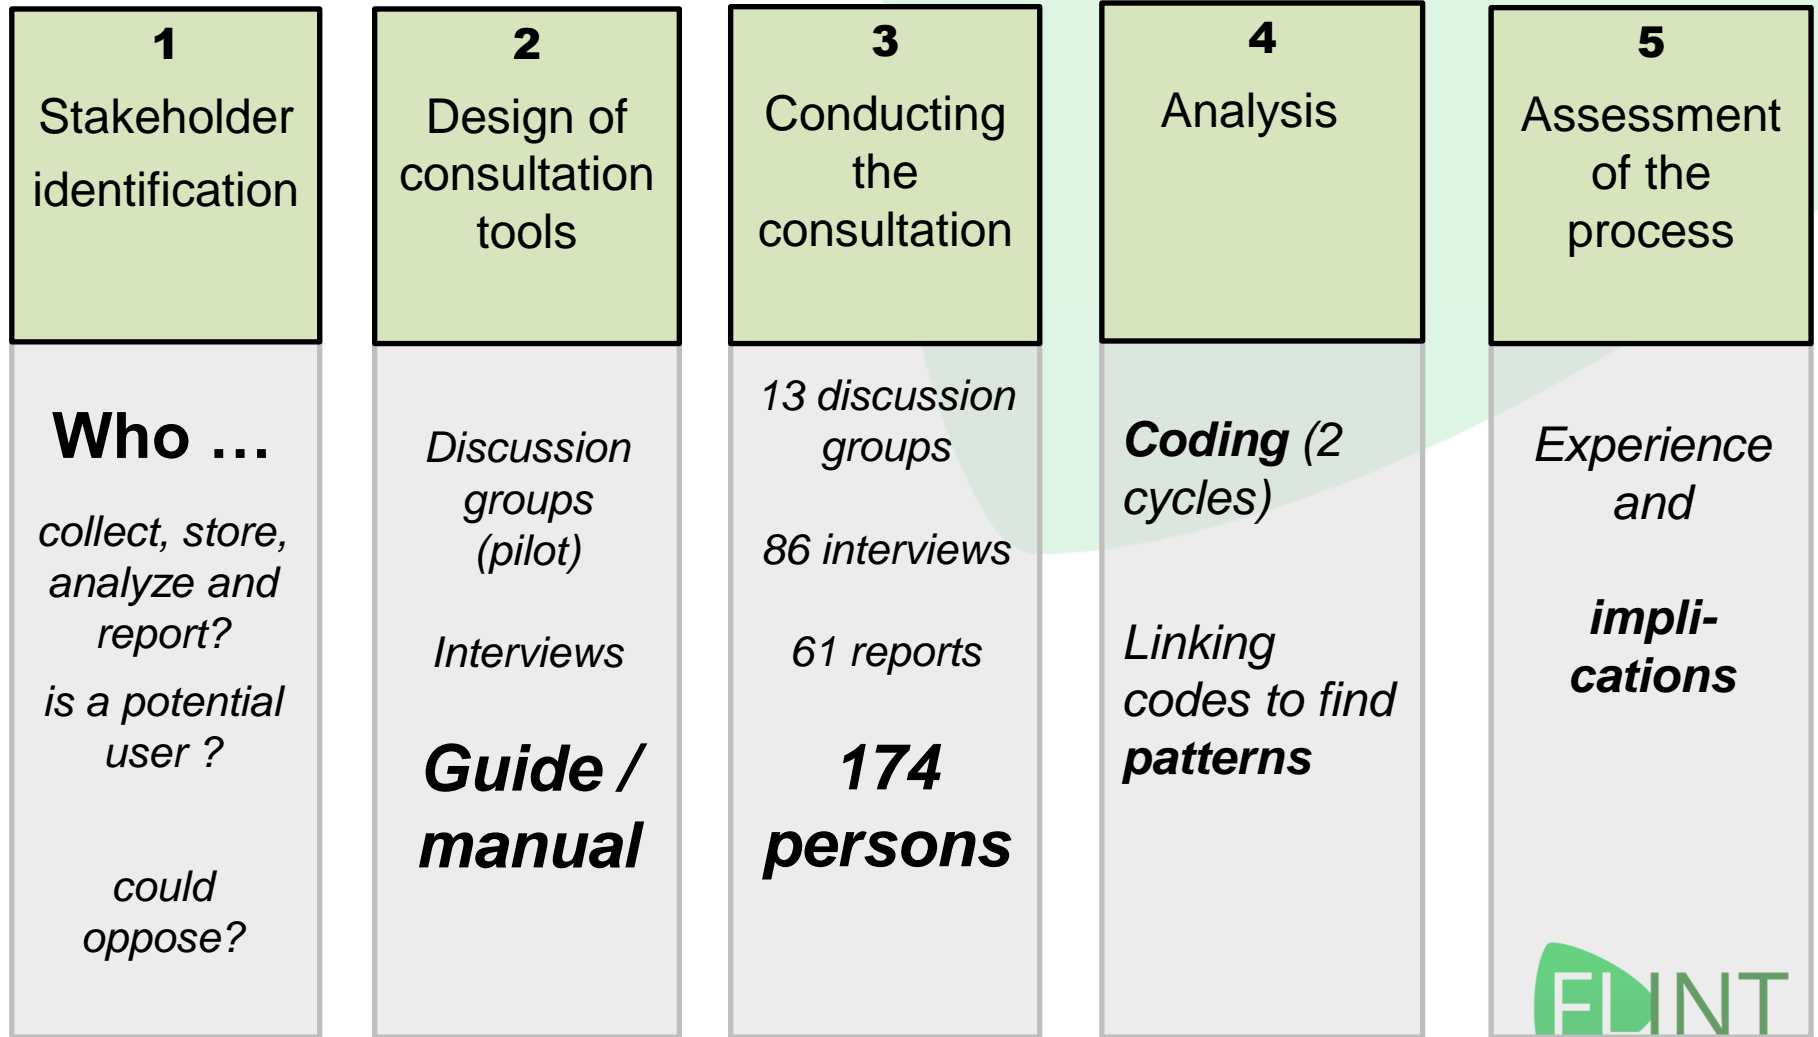 1
Stakeholder
identification
Who …
collect, store,
analyze and
report?
is a potential
user ?
could
oppose?
2
Design of
consultation
tools
Discussion
groups
(pilot)
Interviews
Guide /
manual
3
Conducting
the
consultation
13 discussion
groups
86 interviews
61 reports
174
persons
4
Analysis
Coding (2
cycles)
Linking
codes to find
patterns
5
Assessment
of the
process
Experience
and
impli-
cations
FLINT